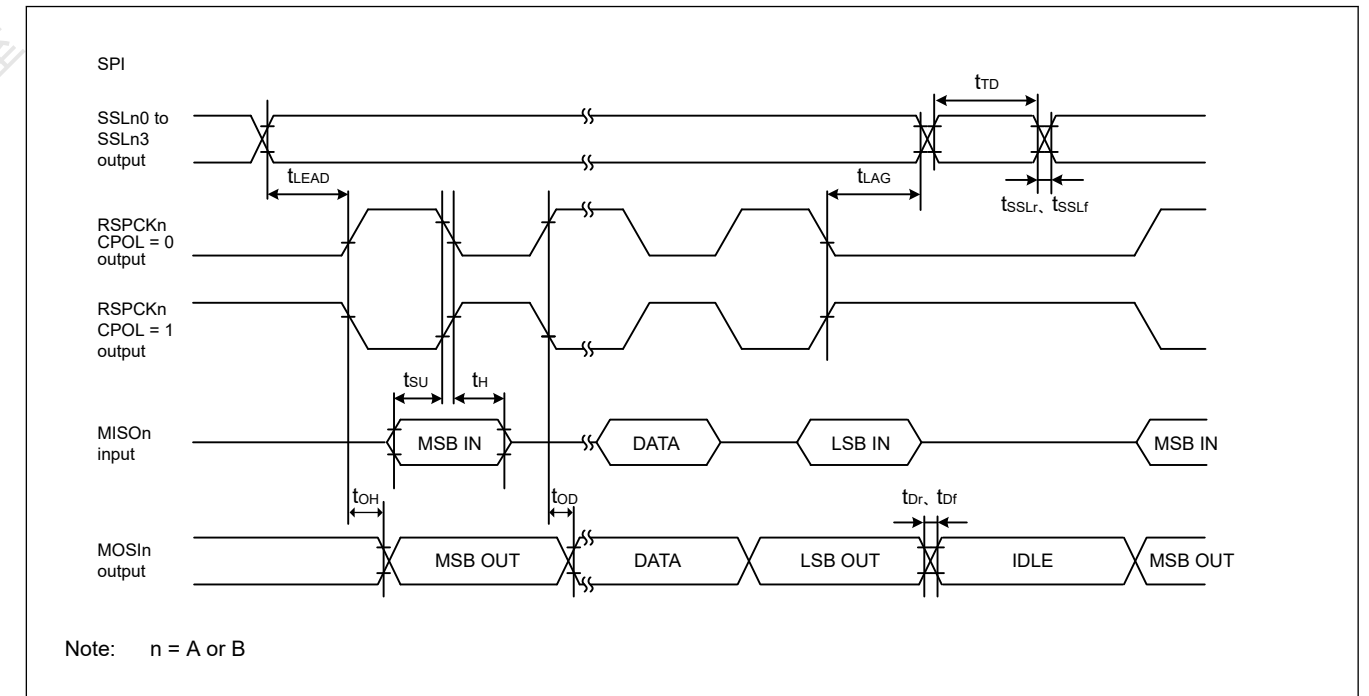 SPI
SSLn0 to
SSLn3
output
tTD
tLEAD
tLAG
tSSLr、tSSLf
RSPCKn
CPOL = 0
output
RSPCKn
CPOL = 1
output
tSU
tH
MISOn
input
MSB IN
DATA
LSB IN
MSB IN
tOH
tOD
tDr、tDf
MOSIn
output
MSB OUT
DATA
LSB OUT
IDLE
MSB OUT
Note: n = A or B